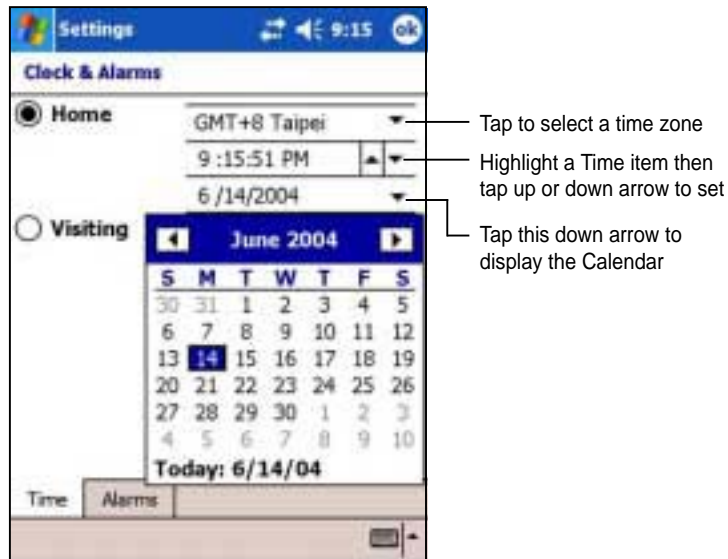 Settings 9:15 ok
Clock & Alarms
Home
GMT+8 Taipei
9 :15:51 PM
6 /14/2004
Visiting
June 2004
S M T W T F S
30 31 1 2 3 4 5
6 7 8 9 10 11 12
13 14 15 16 17 18 19
20 21 22 23 24 25 26
27 28 29 30 1 2 3
4 5 6 7 8 9 10
Today: 6/14/04
Time Alarms
Tap to select a time zone
Highlight a Time item then
tap up or down arrow to set
Tap this down arrow to
display the Calendar